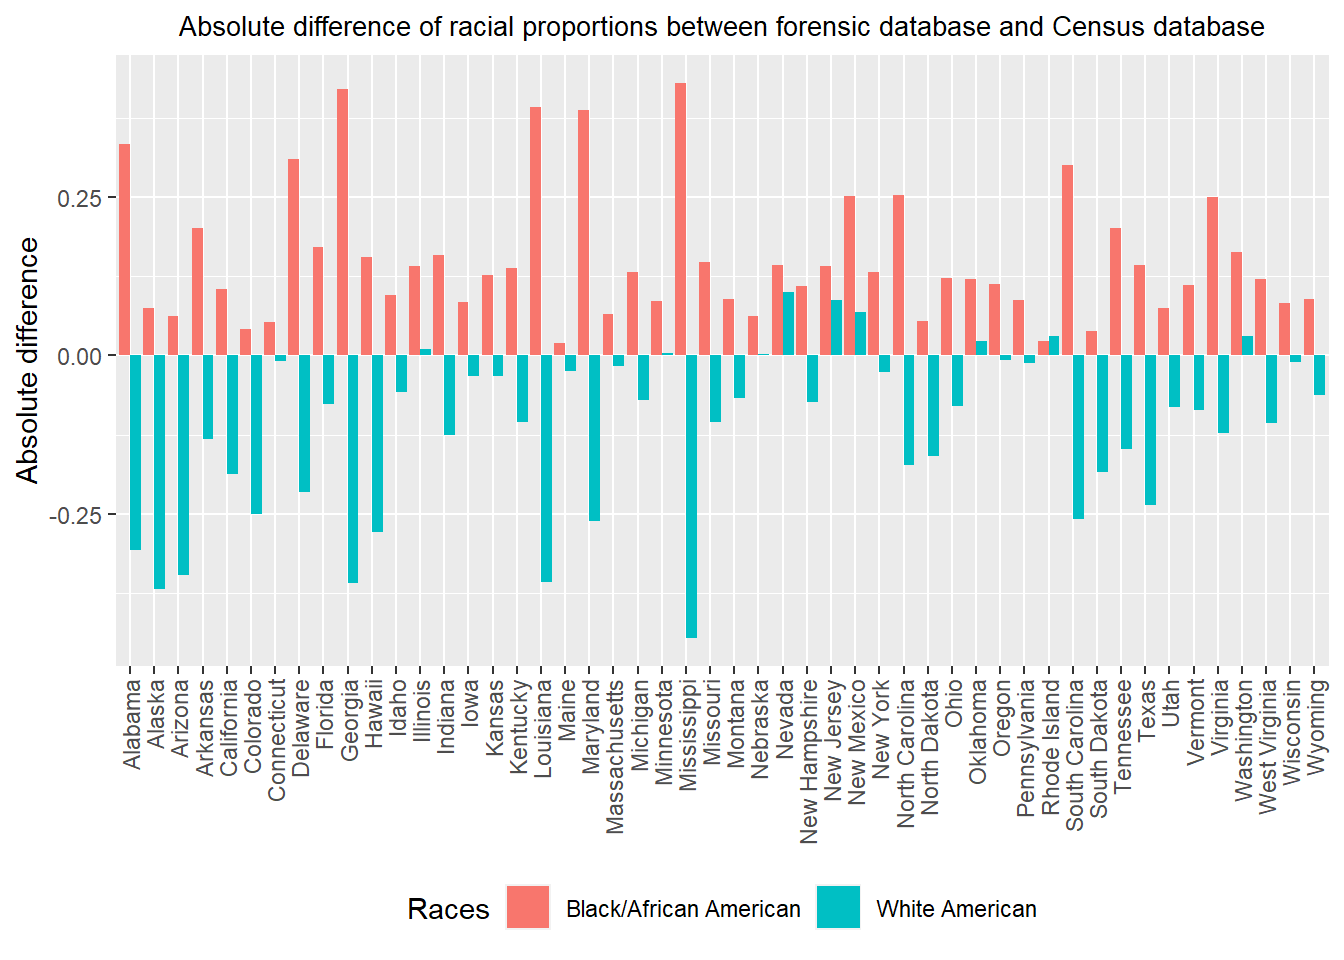 Absolute difference of racial proportions between forensic database and Census database
Absolute difference
0.25
0.00
-0.25
Alabama
Alaska
Arizona
Arkansas
California
Colorado
Connecticut
Delaware
Florida
Georgia
Hawaii
Idaho
Illinois
Indiana
Iowa
Kansas
Kentucky
Louisiana
Maine
Maryland
Massachusetts
Michigan
Minnesota
Mississippi
Missouri
Montana
Nebraska
Nevada
New Hampshire
New Jersey
New Mexico
New York
North Carolina
North Dakota
Ohio
Oklahoma
Oregon
Pennsylvania
Rhode Island
South Carolina
South Dakota
Tennessee
Texas
Utah
Vermont
Virginia
Washington
West Virginia
Wisconsin
Wyoming
Races Black/African American White American